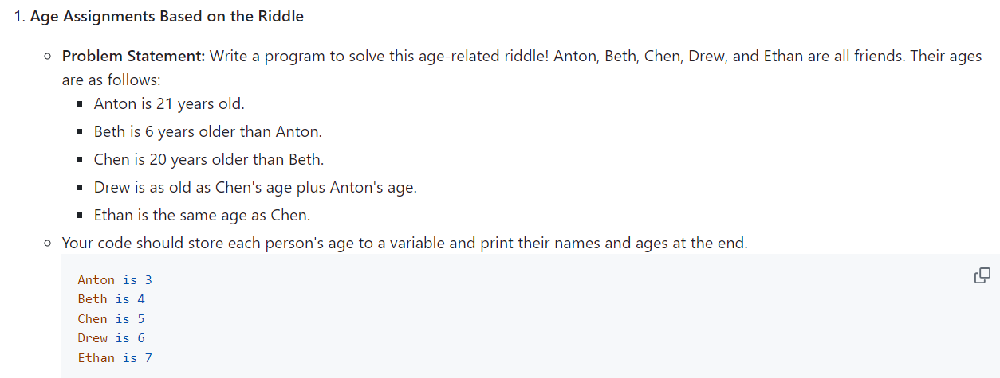 1. Age Assignments Based on the Riddle
Problem Statement: Write a program to solve this age-related riddle! Anton, Beth, Chen, Drew, and Ethan are all friends. Their ages
are as follows:
Anton is 21 years old.
Beth is 6 years older than Anton.
Chen is 20 years older than Beth.
Drew is as old as Chen's age plus Anton's age.
Ethan is the same age as Chen.
Your code should store each person's age to a variable and print their names and ages at the end.
Anton is 3
Beth is 4
Chen is 5
Drew is 6
Ethan is 7